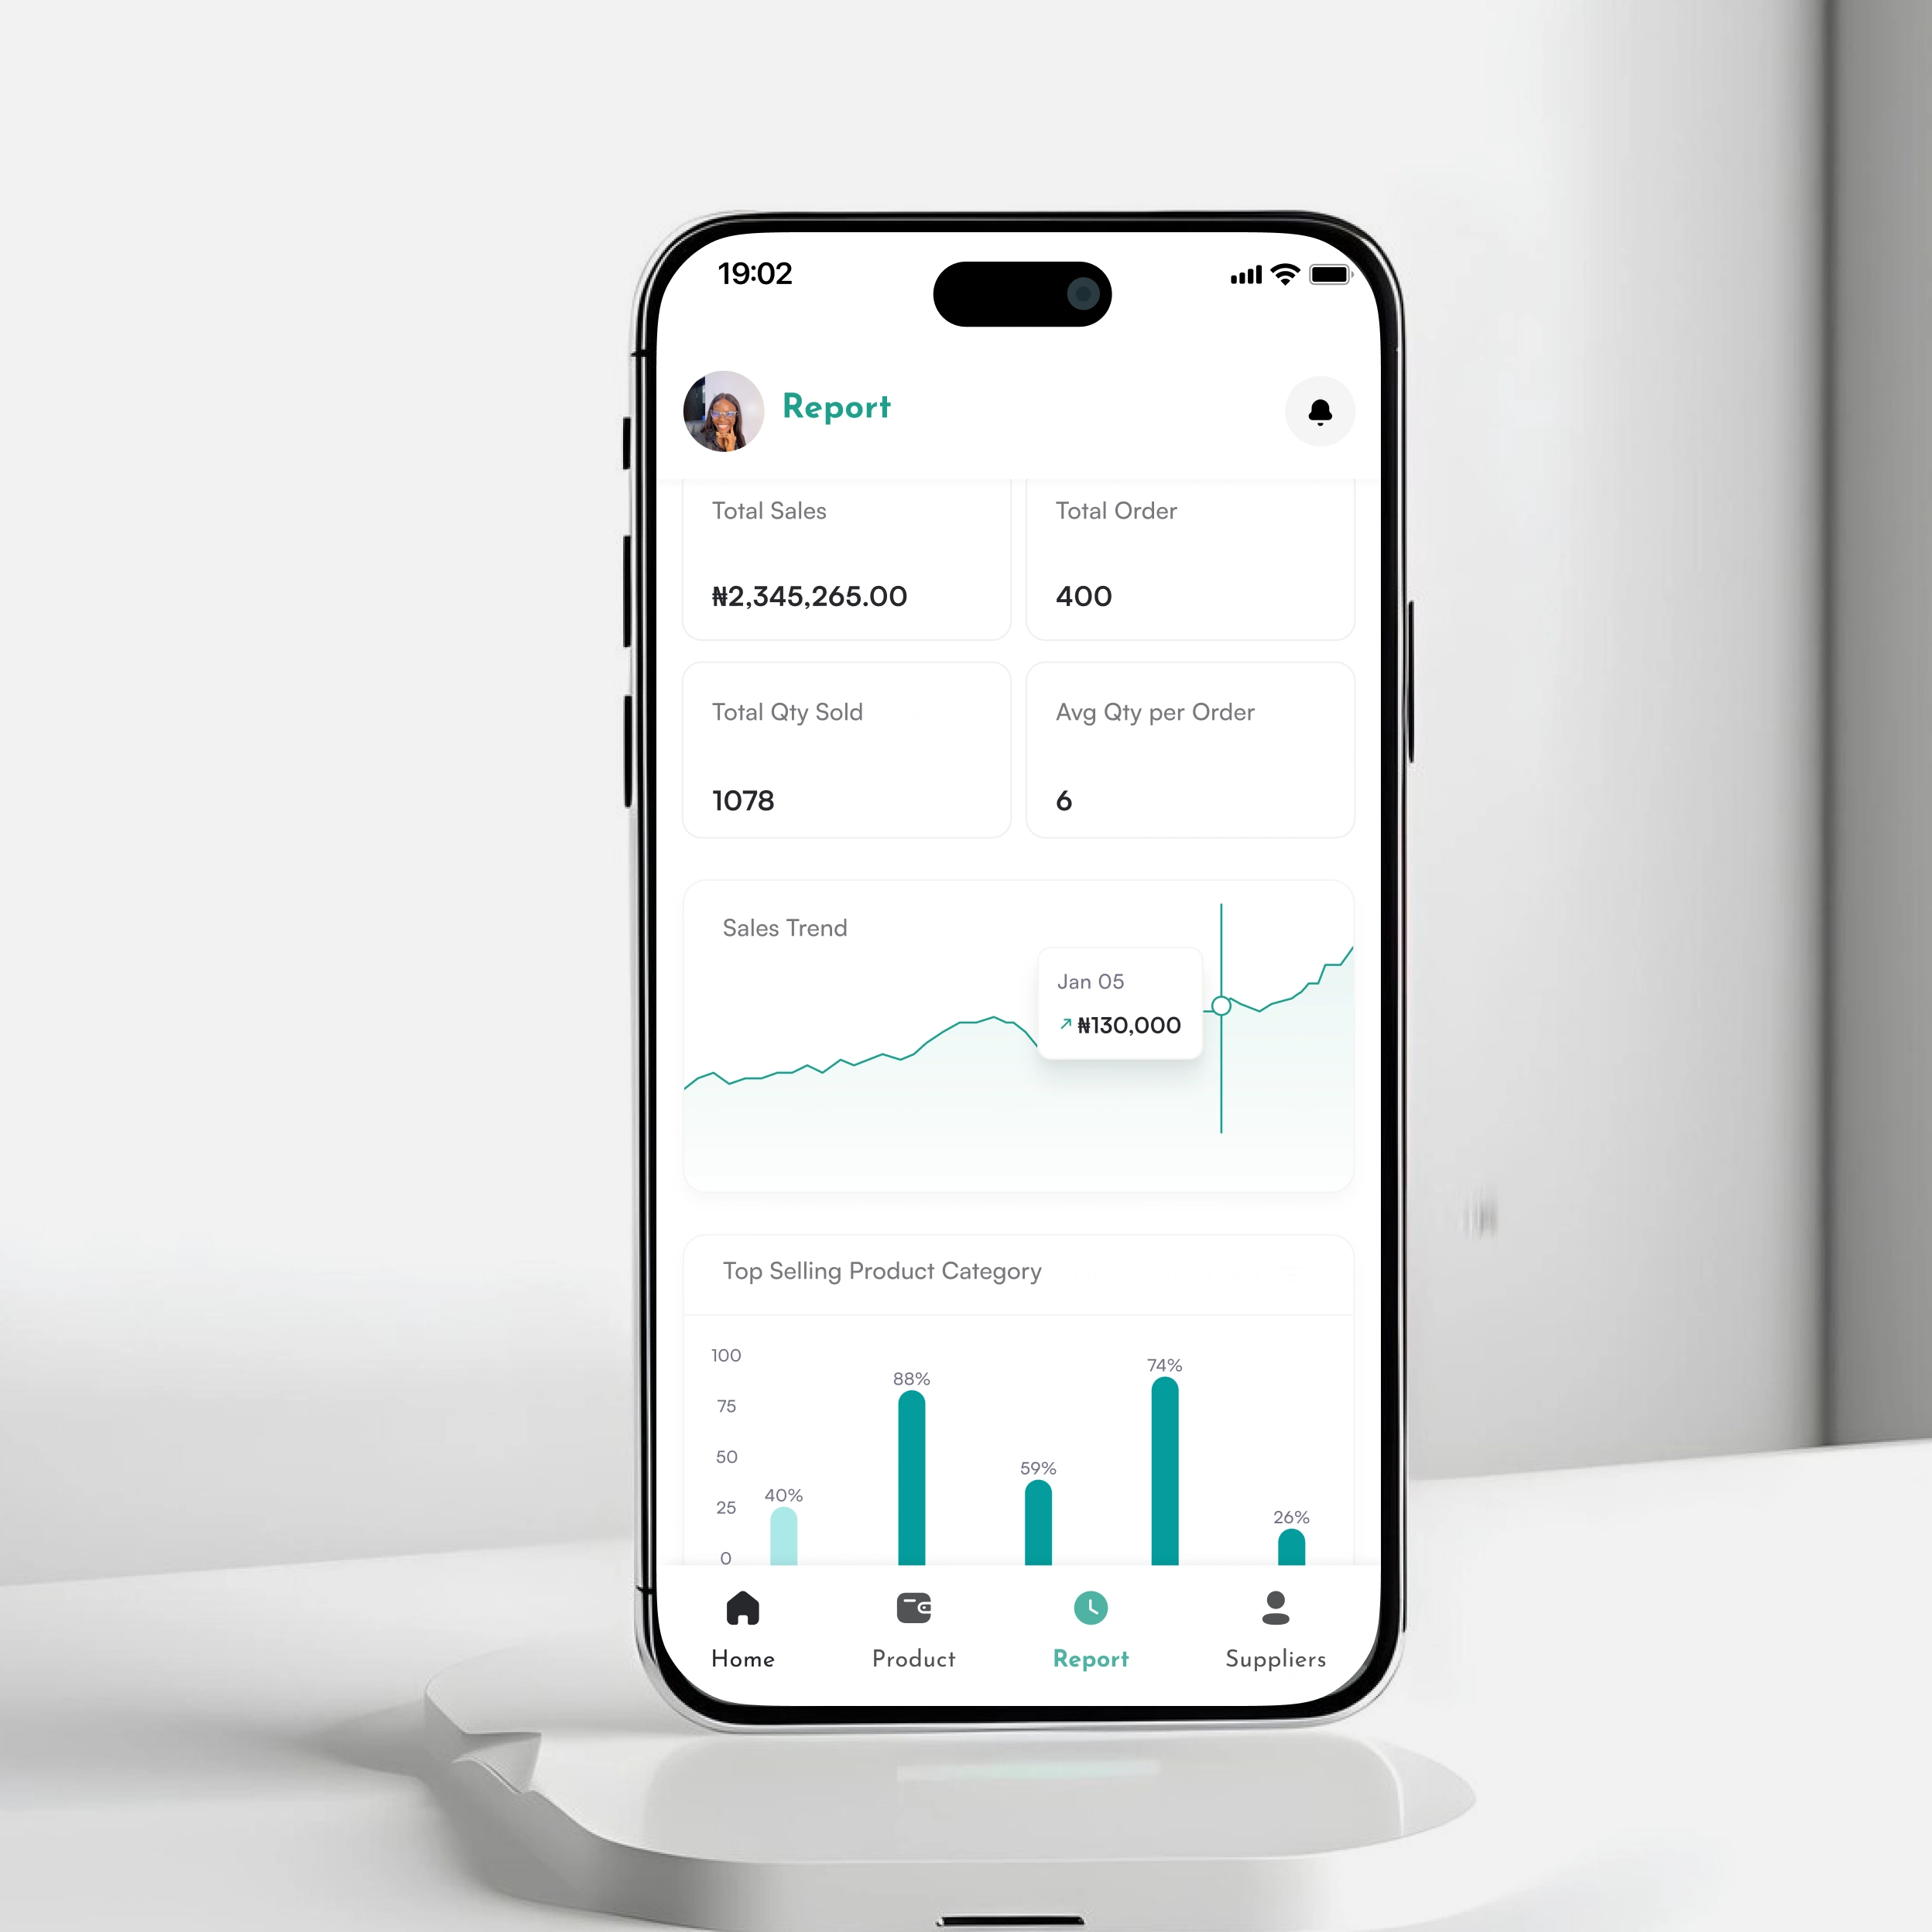 19:02
Report
Total Sales
₦2,345,265.00
Total Order
400
Total Qty Sold
1078
Avg Qty per Order
6
Sales Trend
Jan 05
₦130,000
Top Selling Product Category
100
75
50
25
0
40%
88%
59%
74%
26%
Home
Product
Report
Suppliers